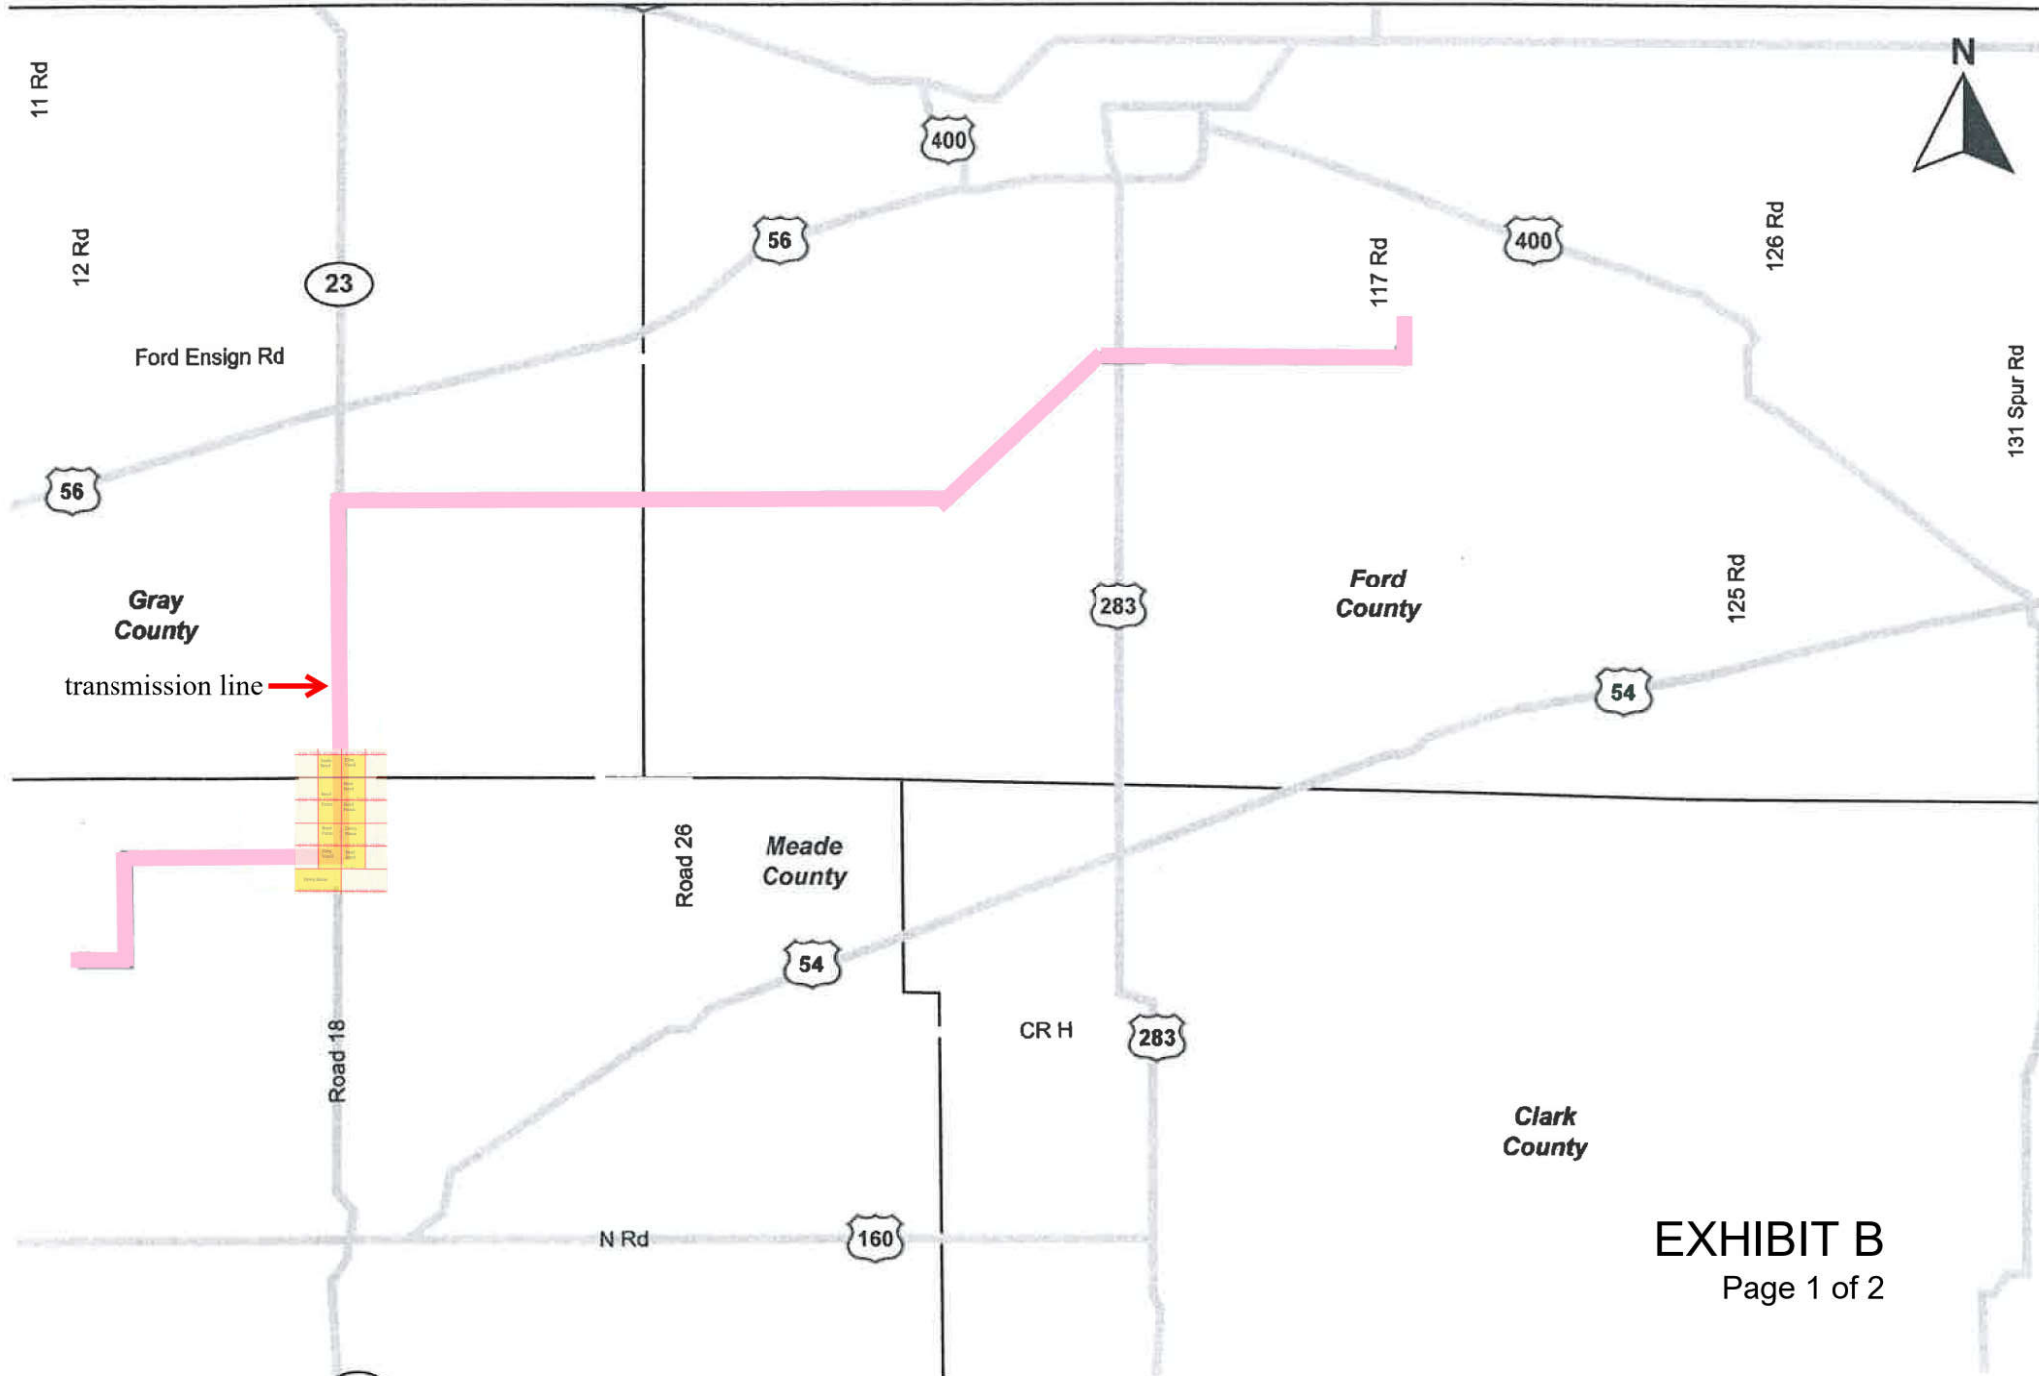 N
11 Rd
400
12 Rd
56
126 Rd
400
117 Rd
23
Ford Ensign Rd
131 Spur Rd
56
Gray
County
283
Ford
County
125 Rd
transmission line
54
Road 26
Meade
County
54
Road 18
CR H
283
Clark
County
N Rd
160
EXHIBIT B
Page 1 of 2